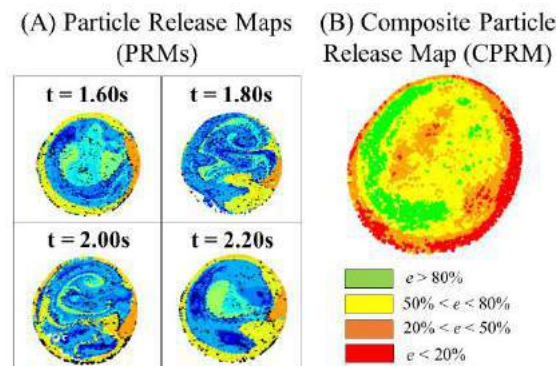 (A) Particle Release Maps
(PRMs)
t = 1.60s
t = 1.80s
t = 2.00s
t = 2.20s
(B) Composite Particle
Release Map (CPRM)
e > 80%
50% < e < 80%
20% < e < 50%
e < 20%